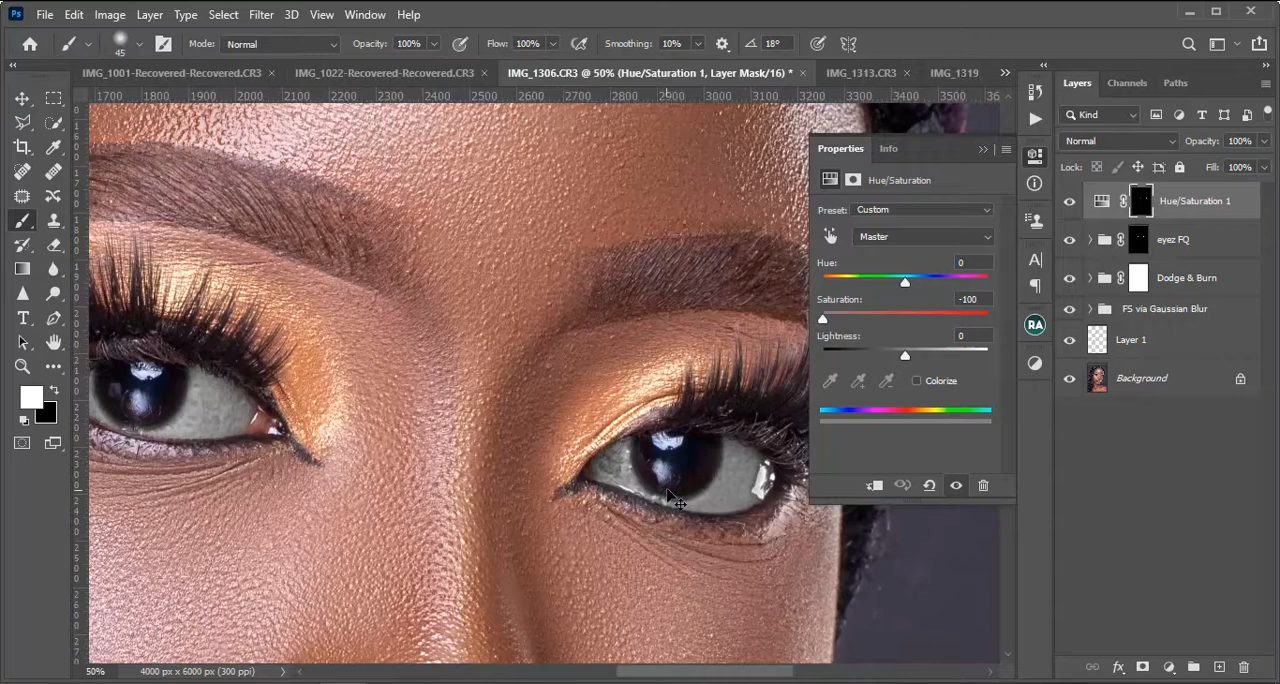 Ps File Edit Image Layer Type Select Filter 3D View Window Help
45 Mode: Normal Opacity: 100% Flow: 100% Smoothing: 10% 18°
IMG_1001-Recovered-Recovered.CR3 × IMG_1022-Recovered-Recovered.CR3 × IMG_1306.CR3 @ 50% (Hue/Saturation 1, Layer Mask/16) * × IMG_1313.CR3 × IMG_1319
1700 1800 1900 2000 2100 2200 2300 2400 2500 2600 2700 2800 2900 3000 3100 3200 3300 3400 3500 36
Properties Info
Hue/Saturation
Preset: Custom
Master
Hue: 0
Saturation: -100
Lightness: 0
Colorize
RA
Layers Channels Paths
Kind
Normal Opacity: 100%
Lock: Fill: 100%
Hue/Saturation 1
eyez FQ
Dodge & Burn
FS via Gaussian Blur
Layer 1
Background
fx
50% 4000 px x 6000 px (300 ppi)